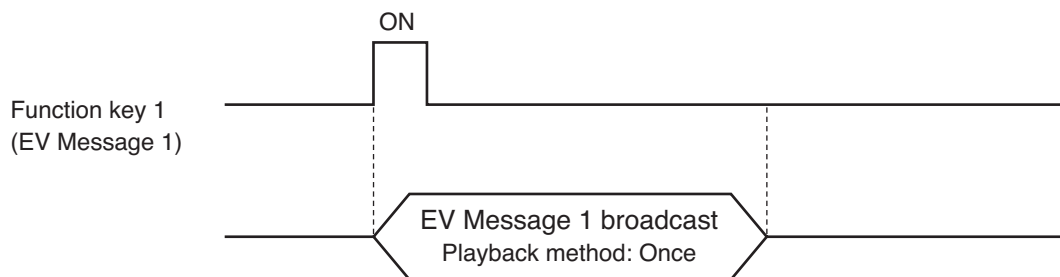 ON
Function key 1
(EV Message 1)
EV Message 1 broadcast
Playback method: Once